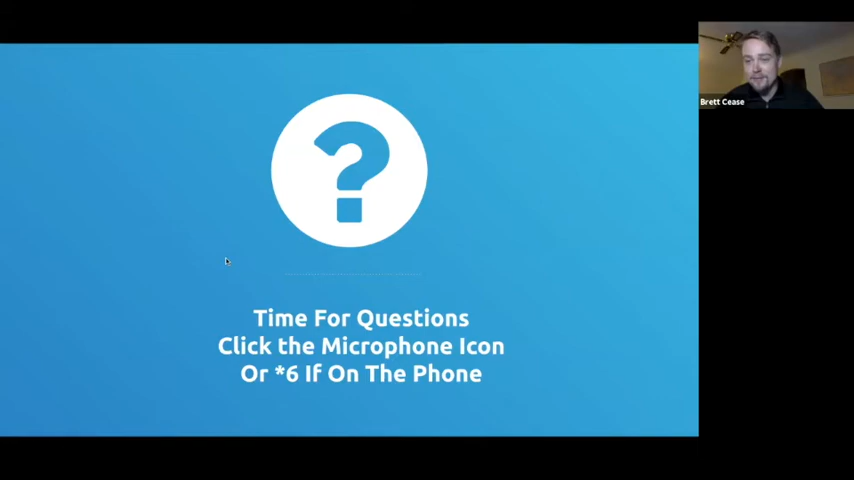 Brett Cease
?
Time For Questions
Click the Microphone Icon
Or *6 If On The Phone